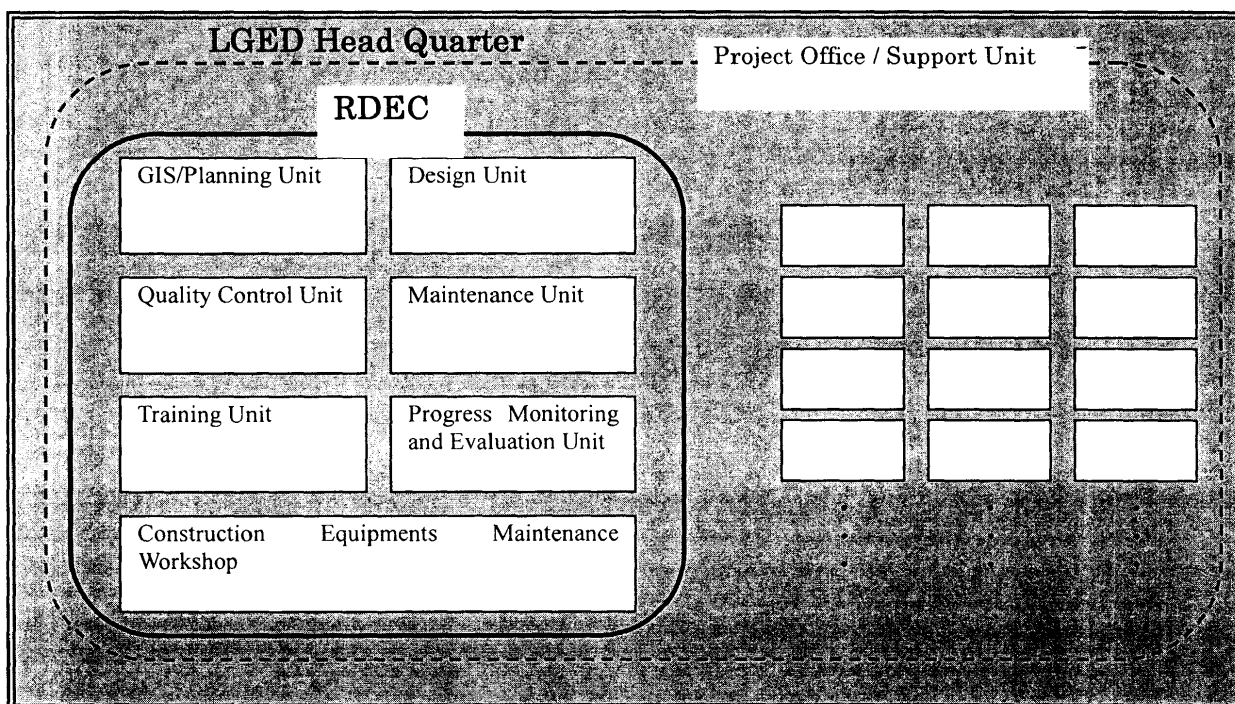 LGED Head Quarter
Project Office / Support Unit
RDEC
GIS/Planning Unit
Design Unit
Quality Control Unit
Maintenance Unit
Training Unit
Progress Monitoring
and Evaluation Unit
Construction Equipments Maintenance
Workshop